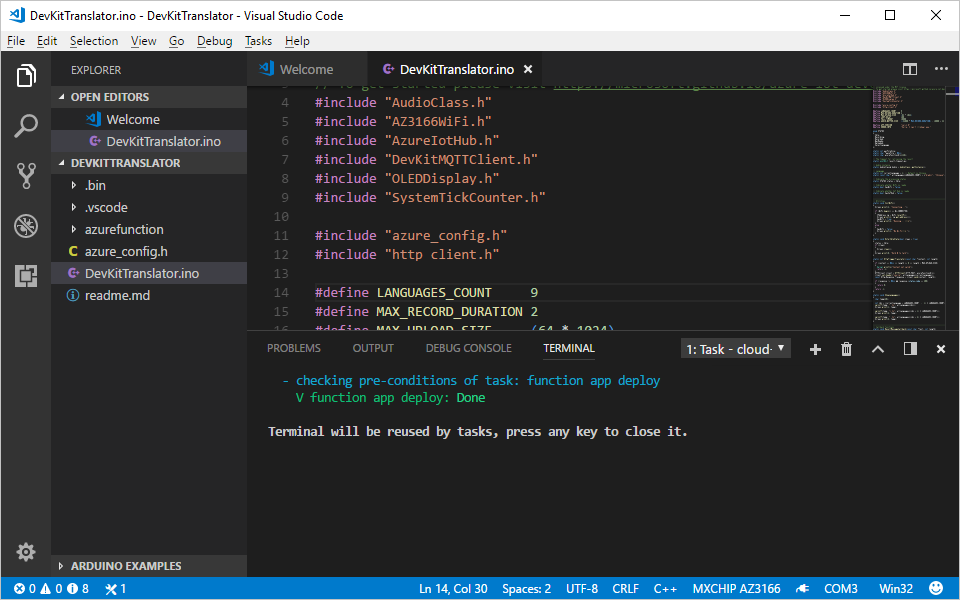 DevKitTranslator.ino - DevKitTranslator - Visual Studio Code
File Edit Selection View Go Debug Tasks Help
EXPLORER
OPEN EDITORS
Welcome
DevKitTranslator.ino
DEVKITTRANSLATOR
.bin
.vscode
azurefunction
azure_config.h
DevKitTranslator.ino
readme.md
ARDUINO EXAMPLES
Welcome DevKitTranslator.ino
4 #include "AudioClass.h"
5 #include "AZ3166WiFi.h"
6 #include "AzureIotHub.h"
7 #include "DevKitMQTTClient.h"
8 #include "OLEDDisplay.h"
9 #include "SystemTickCounter.h"
10
11 #include "azure_config.h"
12 #include "http_client.h"
13
14 #define LANGUAGES_COUNT 9
15 #define MAX_RECORD_DURATION 2
16 #define MAX_UPLOAD_SIZE (64 * 1024)
PROBLEMS OUTPUT DEBUG CONSOLE TERMINAL 1: Task - cloud-
- checking pre-conditions of task: function app deploy
V function app deploy: Done
Terminal will be reused by tasks, press any key to close it.
0 0 8 1 Ln 14, Col 30 Spaces: 2 UTF-8 CRLF C++ MXCHIP AZ3166 COM3 Win32